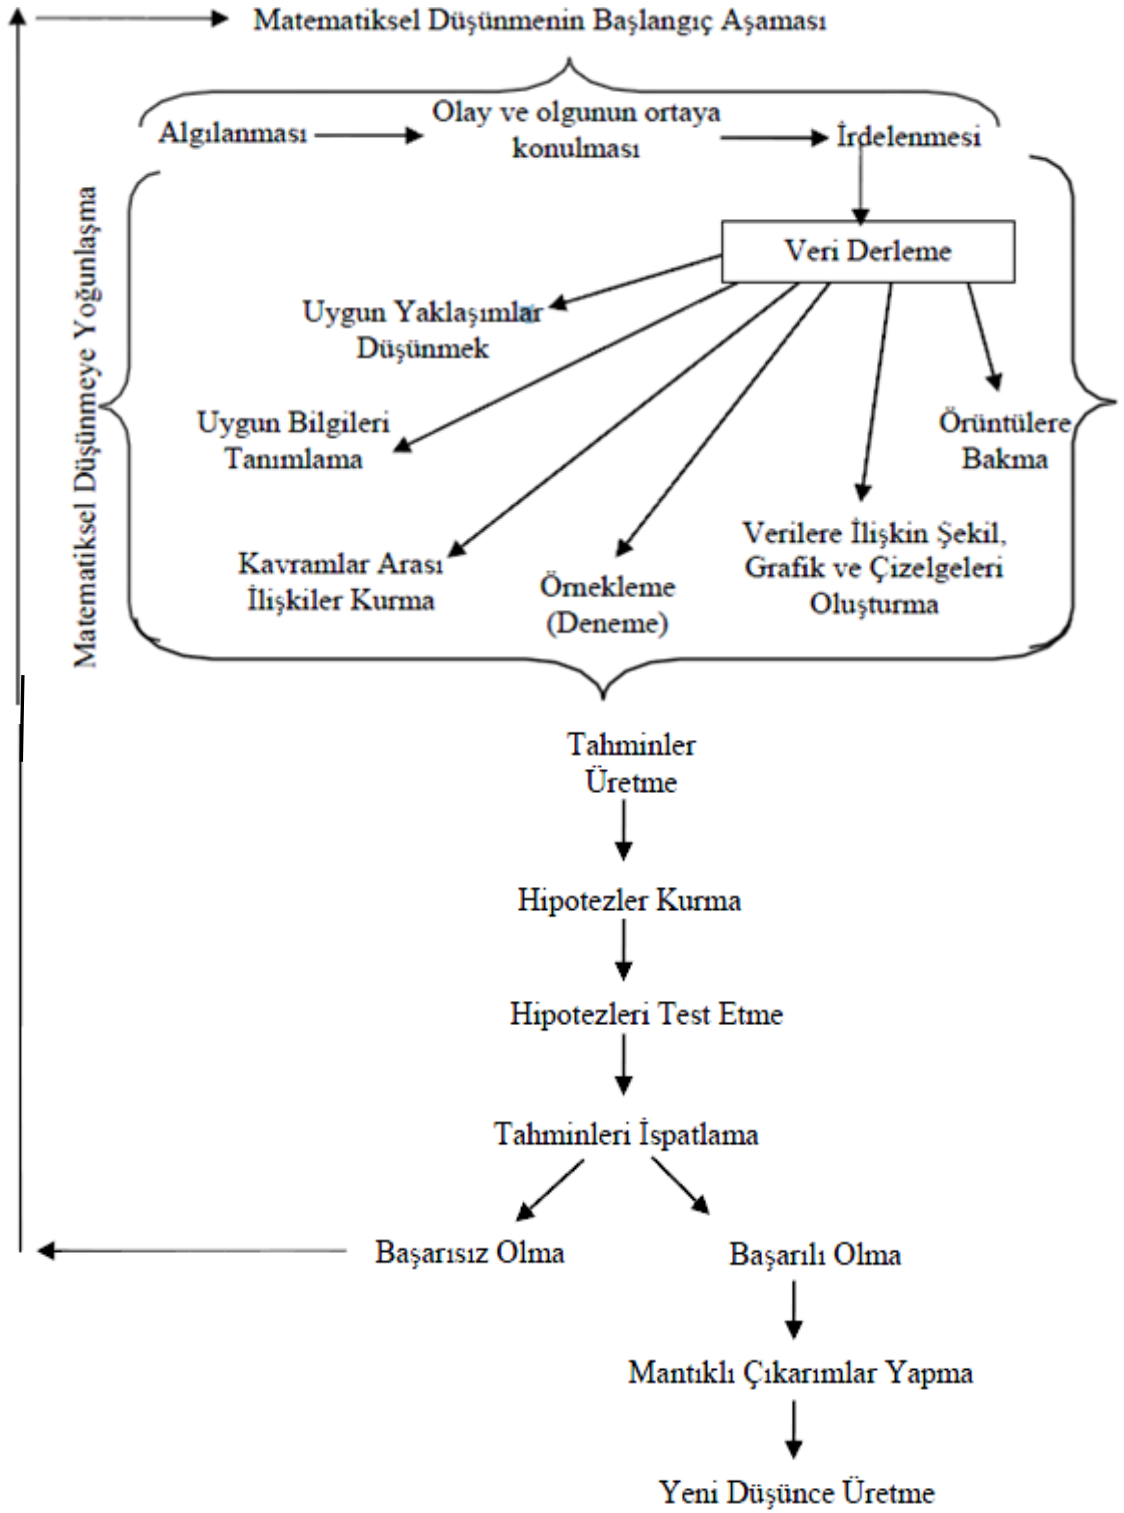 Matematiksel Düşünmenin Başlangıç Aşaması
Algılanması
Olay ve olgunun ortaya
konulması
İrdelenmesi
Matematiksel Düşünmeye Yoğunlaşma
Veri Derleme
Uygun Yaklaşımlar
Düşünmek
Uygun Bilgileri
Tanımlama
Örüntülere
Bakma
Kavramlar Arası
İlişkiler Kurma
Örnekleme
(Deneme)
Verilere İlişkin Şekil,
Grafik ve Çizelgeleri
Oluşturma
Tahminler
Üretme
Hipotezler Kurma
Hipotezleri Test Etme
Tahminleri İspatlama
Başarısız Olma
Başarılı Olma
Mantıklı Çıkarımlar Yapma
Yeni Düşünce Üretme